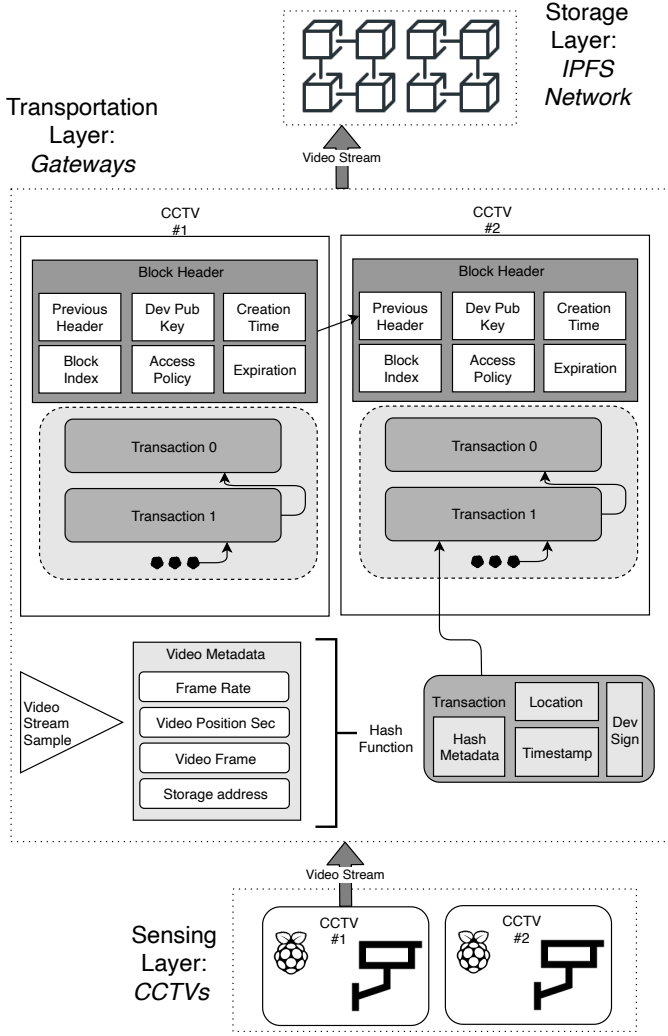 Storage
Layer:
IPFS
Network
Transportation
Layer:
Gateways
Video Stream
CCTV
#1
CCTV
#2
Block Header
Previous
Header
Dev Pub
Key
Creation
Time
Block
Index
Access
Policy
Expiration
Transaction 0
Transaction 1
Block Header
Previous
Header
Dev Pub
Key
Creation
Time
Block
Index
Access
Policy
Expiration
Transaction 0
Transaction 1
Video
Stream
Sample
Video Metadata
Frame Rate
Video Position Sec
Video Frame
Storage address
Hash
Function
Transaction
Hash
Metadata
Location
Timestamp
Dev
Sign
Video Stream
Sensing
Layer:
CCTVs
CCTV
#1
CCTV
#2